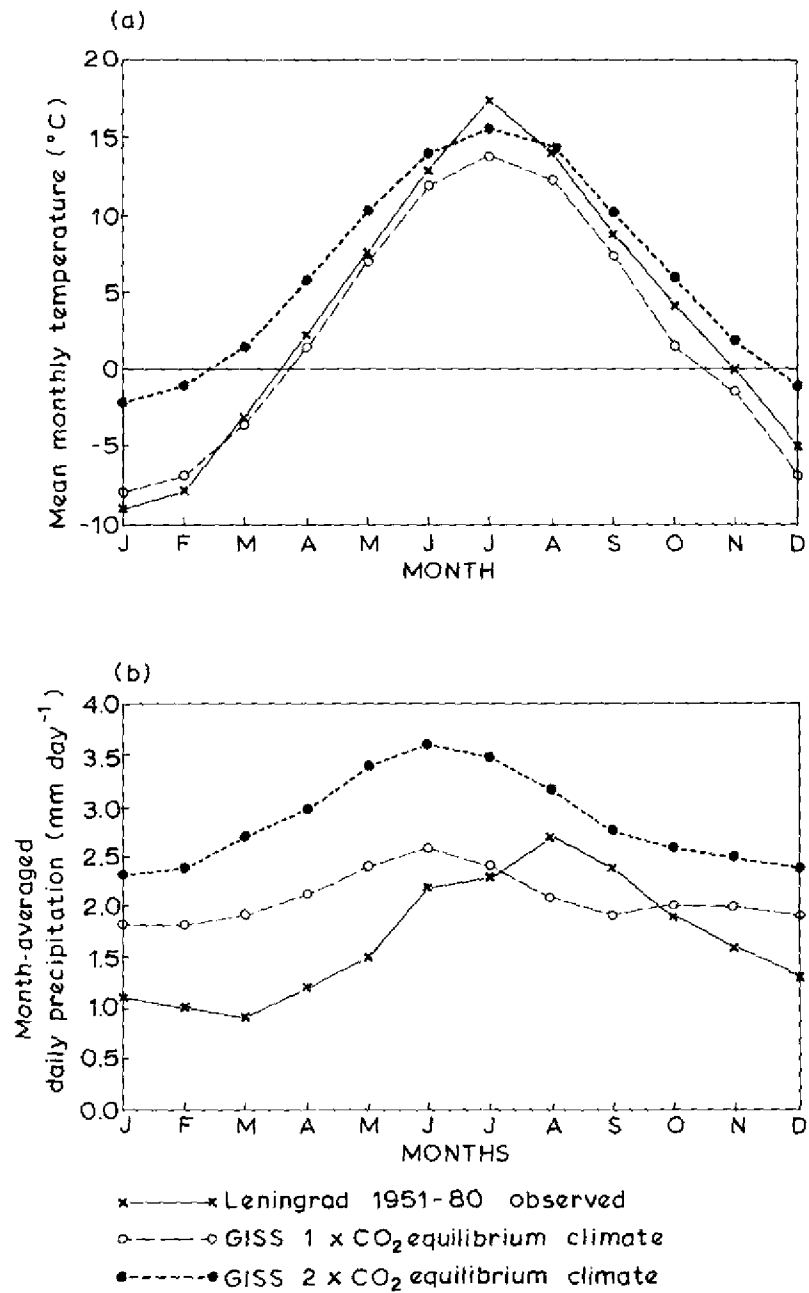 (a)
Mean monthly temperature (°C)
20
15
10
5
0
-5
-10
J F M A M J J A S O N D
MONTH
(b)
Month-averaged
daily precipitation (mm day⁻¹)
4.0
3.5
3.0
2.5
2.0
1.5
1.0
0.5
0.0
J F M A M J J A S O N D
MONTHS
Leningrad 1951-80 observed
GISS 1 x CO₂ equilibrium climate
GISS 2 x CO₂ equilibrium climate